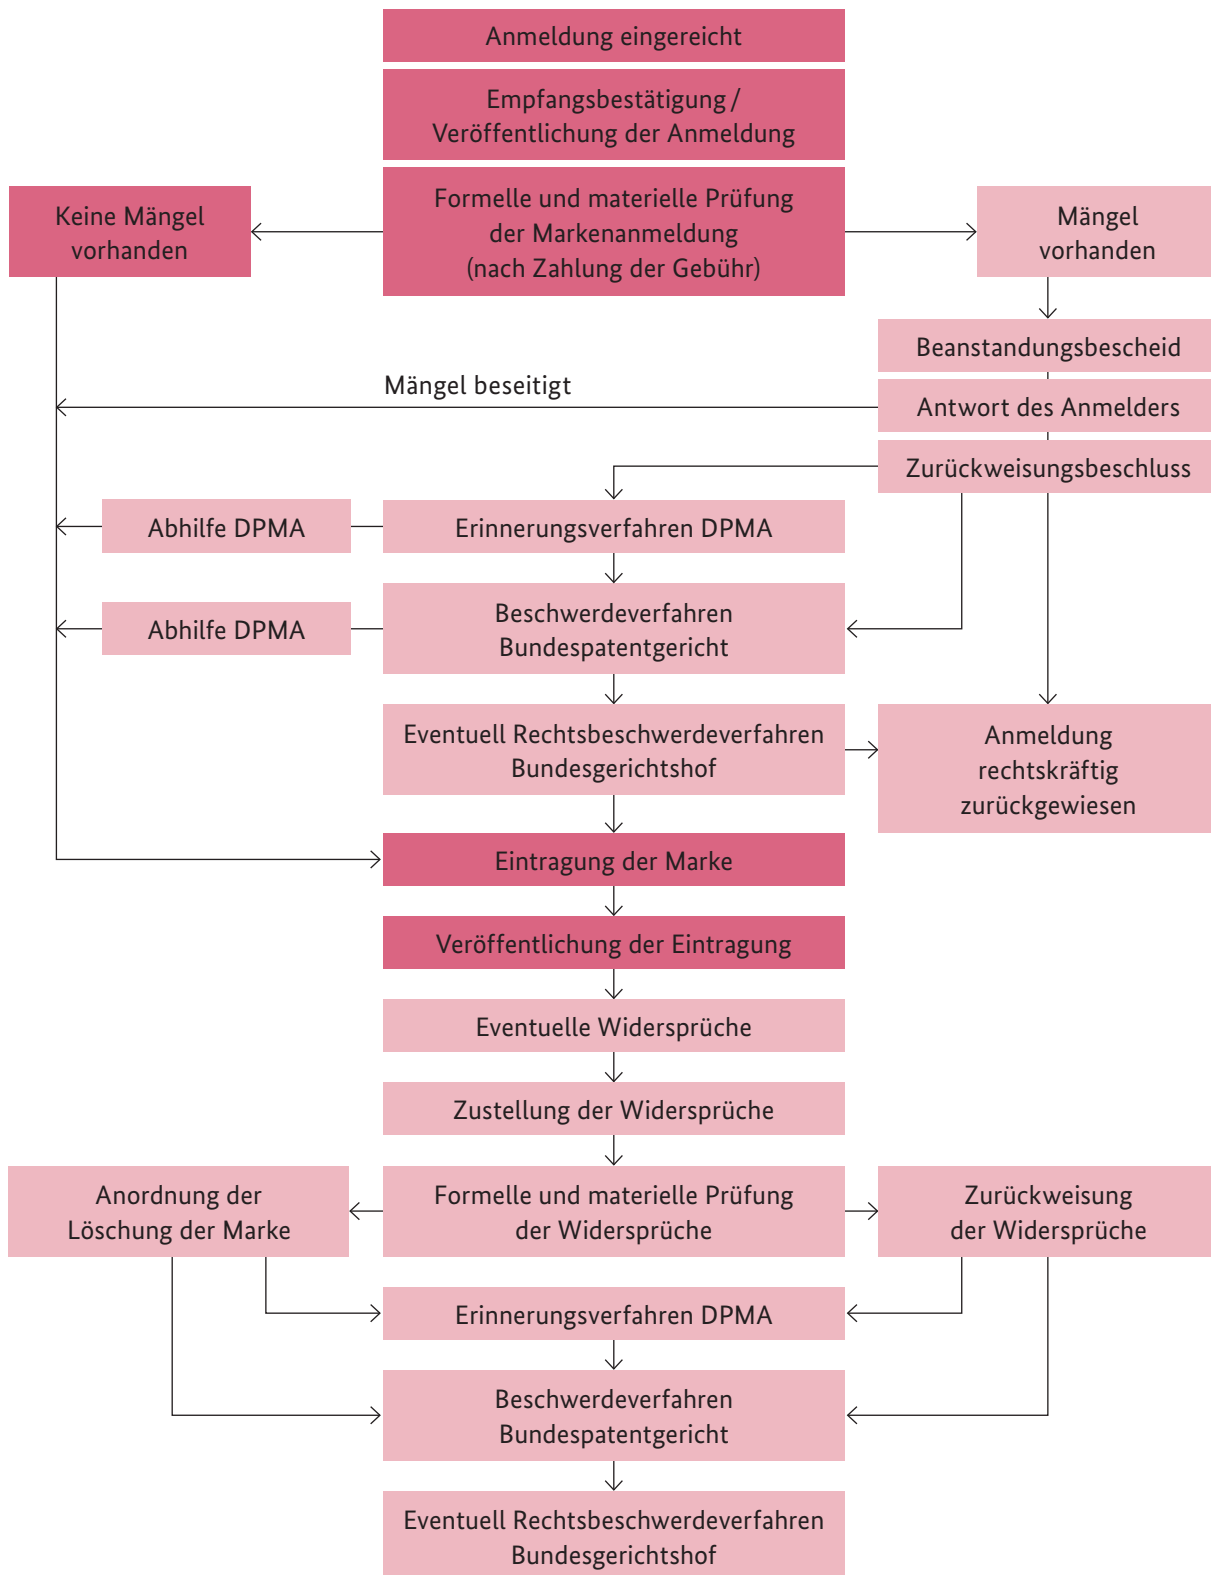 Anmeldung eingereicht
Empfangsbestätigung /
Veröffentlichung der Anmeldung
Formelle und materielle Prüfung
der Markenanmeldung
(nach Zahlung der Gebühr)
Keine Mängel
vorhanden
Mängel
vorhanden
Beanstandungsbescheid
Mängel beseitigt
Antwort des Anmelders
Zurückweisungsbeschluss
Abhilfe DPMA
Erinnerungsverfahren DPMA
Abhilfe DPMA
Beschwerdeverfahren
Bundespatentgericht
Eventuell Rechtsbeschwerdeverfahren
Bundesgerichtshof
Anmeldung
rechtskräftig
zurückgewiesen
Eintragung der Marke
Veröffentlichung der Eintragung
Eventuelle Widersprüche
Zustellung der Widersprüche
Anordnung der
Löschung der Marke
Formelle und materielle Prüfung
der Widersprüche
Zurückweisung
der Widersprüche
Erinnerungsverfahren DPMA
Beschwerdeverfahren
Bundespatentgericht
Eventuell Rechtsbeschwerdeverfahren
Bundesgerichtshof